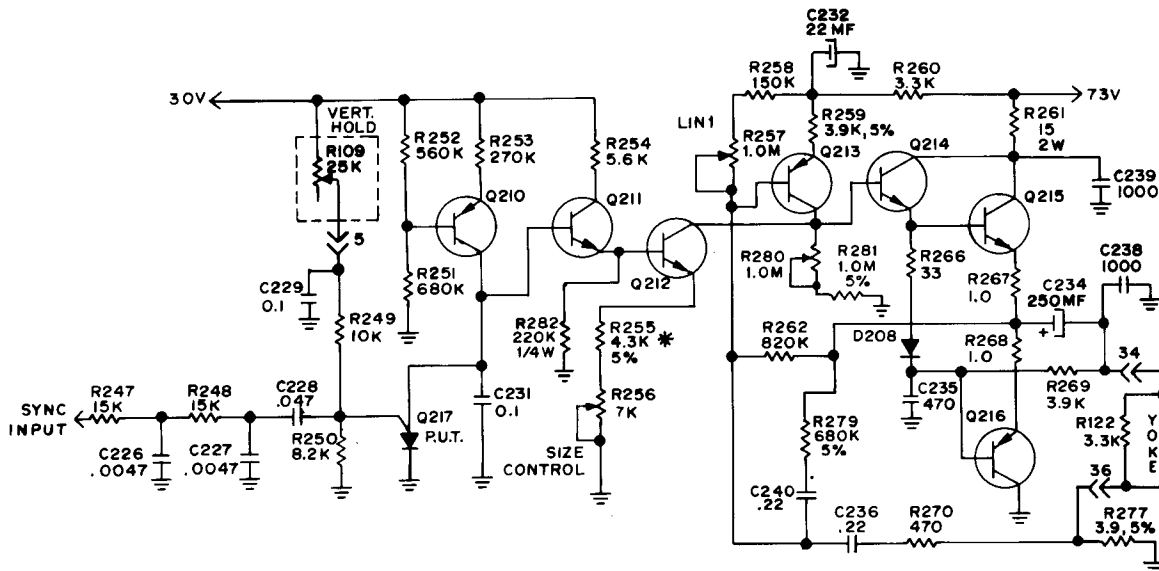 C232
22 MF
R258
150K
R260
3.3K
30V
73V
VERT.
HOLD
R109
25K
R252
560K
R253
270K
R254
5.6K
LIN1
R257
1.0M
R259
3.9K, 5%
Q213
Q214
R261
15
2W
C239
1000
Q210
Q211
Q215
5
R251
680K
Q212
R280
1.0M
R281
1.0M
5%
R266
33
R267
1.0
C238
1000
C234
250MF
+
C229
0.1
R249
10K
R282
220K
1/4W
R255
4.3K *
5%
R262
820K
D208
R268
1.0
34
R247
15K
R248
15K
C228
.047
SYNC
INPUT
Q217
P.U.T.
C231
0.1
R256
7K
C235
470
R269
3.9K
Q216
R122
3.3K
YOKE
C226
.0047
C227
.0047
R250
8.2K
SIZE
CONTROL
R279
680K
5%
36
C240
.22
C236
.22
R270
470
R277
3.9, 5%